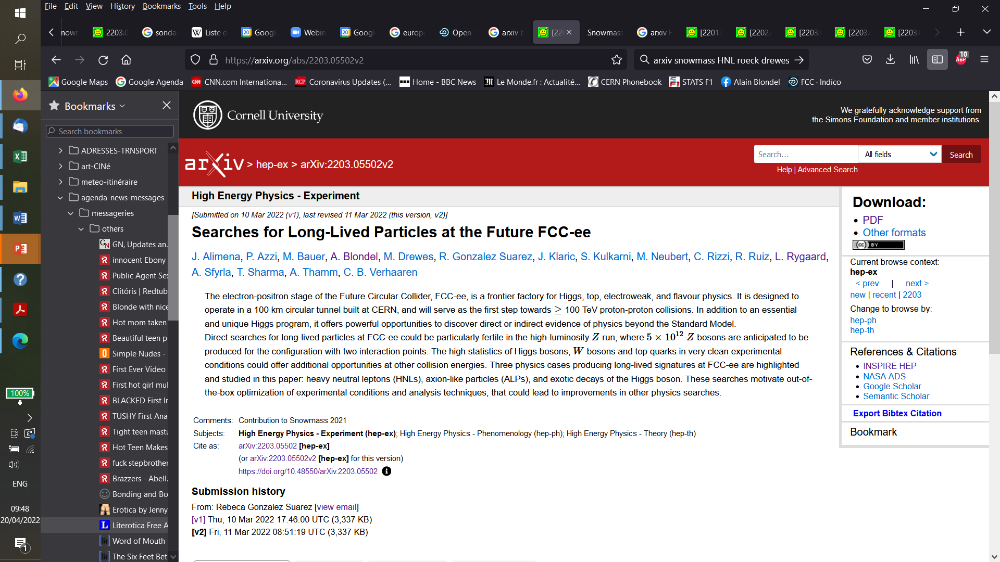 File Edit View History Bookmarks Tools Help
2203.0 sonda Liste d Googl Webin Googl europ Open arxiv b [220 Snowmass arxiv H [2201. [2202. [2203. [2203. [2203.
https://arxiv.org/abs/2203.05502v2 arxiv snowmass HNL roeck drewes 10 ABP
Google Maps Google Agenda CNN.com Internationa... Coronavirus Updates (... Home - BBC News Le Monde.fr : Actualité... CERN Phonebook STATS F1 Alain Blondel FCC · Indico
Bookmarks
Search bookmarks
ADRESSES-TRNSPORT
art-CINé
meteo-itinéraire
agenda-news-messages
messageries
others
GN, Updates an.
innocent Ebony
Public Agent Se
Clitóris | Redtub
Blonde with nice
Hot mom taken
Beautiful teen p
Simple Nudes -
First Ever Video
First hot girl mul
BLACKED First In
TUSHY First Ana
Tight teen mastu
Hot Teen Makes
fuck stepbrother
Brazzers - Abell.
Bonding and Bo
Erotica by Jenny
Literotica Free A
Word of Mouth
The Six Feet Bet
100%
ENG
09:48
20/04/2022
1
Cornell University
We gratefully acknowledge support from
the Simons Foundation and member institutions.
arXiv > hep-ex > arXiv:2203.05502v2
Search... All fields Search
Help | Advanced Search
High Energy Physics - Experiment
[Submitted on 10 Mar 2022 (v1), last revised 11 Mar 2022 (this version, v2)]
Searches for Long-Lived Particles at the Future FCC-ee
J. Alimena, P. Azzi, M. Bauer, A. Blondel, M. Drewes, R. Gonzalez Suarez, J. Klaric, S. Kulkarni, M. Neubert, C. Rizzi, R. Ruiz, L. Rygaard,
A. Sfyrla, T. Sharma, A. Thamm, C. B. Verhaaren
The electron-positron stage of the Future Circular Collider, FCC-ee, is a frontier factory for Higgs, top, electroweak, and flavour physics. It is designed to
operate in a 100 km circular tunnel built at CERN, and will serve as the first step towards ≥ 100 TeV proton-proton collisions. In addition to an essential
and unique Higgs program, it offers powerful opportunities to discover direct or indirect evidence of physics beyond the Standard Model.
Direct searches for long-lived particles at FCC-ee could be particularly fertile in the high-luminosity Z run, where 5 × 10¹² Z bosons are anticipated to be
produced for the configuration with two interaction points. The high statistics of Higgs bosons, W bosons and top quarks in very clean experimental
conditions could offer additional opportunities at other collision energies. Three physics cases producing long-lived signatures at FCC-ee are highlighted
and studied in this paper: heavy neutral leptons (HNLs), axion-like particles (ALPs), and exotic decays of the Higgs boson. These searches motivate out-of-
the-box optimization of experimental conditions and analysis techniques, that could lead to improvements in other physics searches.
Comments: Contribution to Snowmass 2021
Subjects: High Energy Physics - Experiment (hep-ex); High Energy Physics - Phenomenology (hep-ph); High Energy Physics - Theory (hep-th)
Cite as: arXiv:2203.05502 [hep-ex]
(or arXiv:2203.05502v2 [hep-ex] for this version)
https://doi.org/10.48550/arXiv.2203.05502
Submission history
From: Rebeca Gonzalez Suarez [view email]
[v1] Thu, 10 Mar 2022 17:46:00 UTC (3,337 KB)
[v2] Fri, 11 Mar 2022 08:51:19 UTC (3,337 KB)
Download:
PDF
Other formats
(cc) BY
Current browse context:
hep-ex
< prev | next >
new | recent | 2203
Change to browse by:
hep-ph
hep-th
References & Citations
INSPIRE HEP
NASA ADS
Google Scholar
Semantic Scholar
Export Bibtex Citation
Bookmark